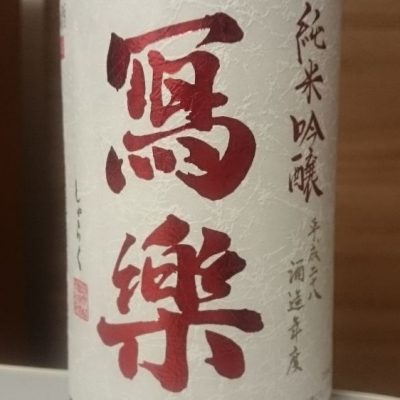 純米吟醸
平成二十八
酒造年度
寫樂
しゃらく